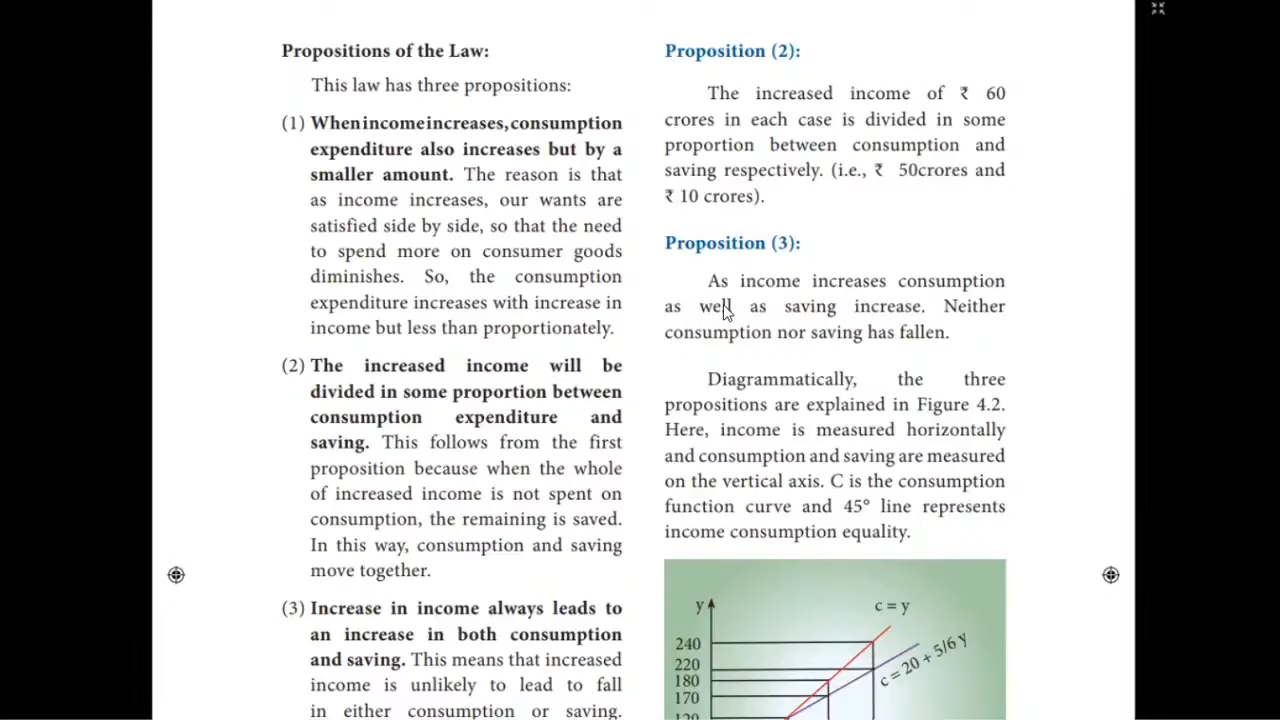 Propositions of the Law:
This law has three propositions:
(1) When income increases, consumption
expenditure also increases but by a
smaller amount. The reason is that
as income increases, our wants are
satisfied side by side, so that the need
to spend more on consumer goods
diminishes. So, the consumption
expenditure increases with increase in
income but less than proportionately.
(2) The increased income will be
divided in some proportion between
consumption expenditure and
saving. This follows from the first
proposition because when the whole
of increased income is not spent on
consumption, the remaining is saved.
In this way, consumption and saving
move together.
(3) Increase in income always leads to
an increase in both consumption
and saving. This means that increased
income is unlikely to lead to fall
in either consumption or saving.
Proposition (2):
The increased income of ₹ 60
crores in each case is divided in some
proportion between consumption and
saving respectively. (i.e., ₹ 50crores and
₹ 10 crores).
Proposition (3):
As income increases consumption
as well as saving increase. Neither
consumption nor saving has fallen.
Diagrammatically, the three
propositions are explained in Figure 4.2.
Here, income is measured horizontally
and consumption and saving are measured
on the vertical axis. C is the consumption
function curve and 45° line represents
income consumption equality.
y
c = y
240
c = 20 + 5/6 y
220
180
170
120